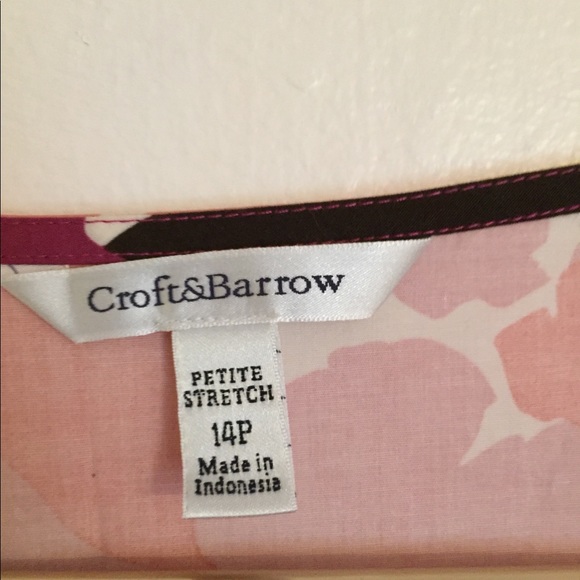 Croft&Barrow
PETITE
STRETCH
14P
Made in
Indonesia